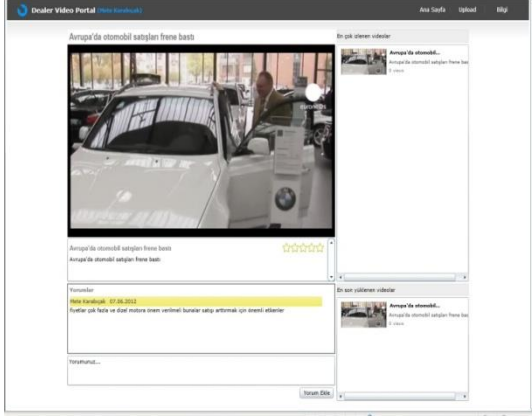 Dealer Video Portal
Ana Sayfa Upload Bilgi
Avrupa'da otomobil satışları frene bastı
euronews
Avrupa'da otomobil satışları frene bastı
Avrupa'da otomobil satışları frene bastı
Yorumlar
Mete Karabıçak 07.06.2012
fiyatlar çok fazla ve dizel motora önem verilmeli bunalar satışı arttırmak için önemli etkenler
Yorumunuz...
Yorum Ekle
En çok izlenen videolar
Avrupa'da otomobil...
Avrupa'da otomobil satışları frene bas
En son yüklenen videolar
Avrupa'da otomobil...
Avrupa'da otomobil satışları frene bas